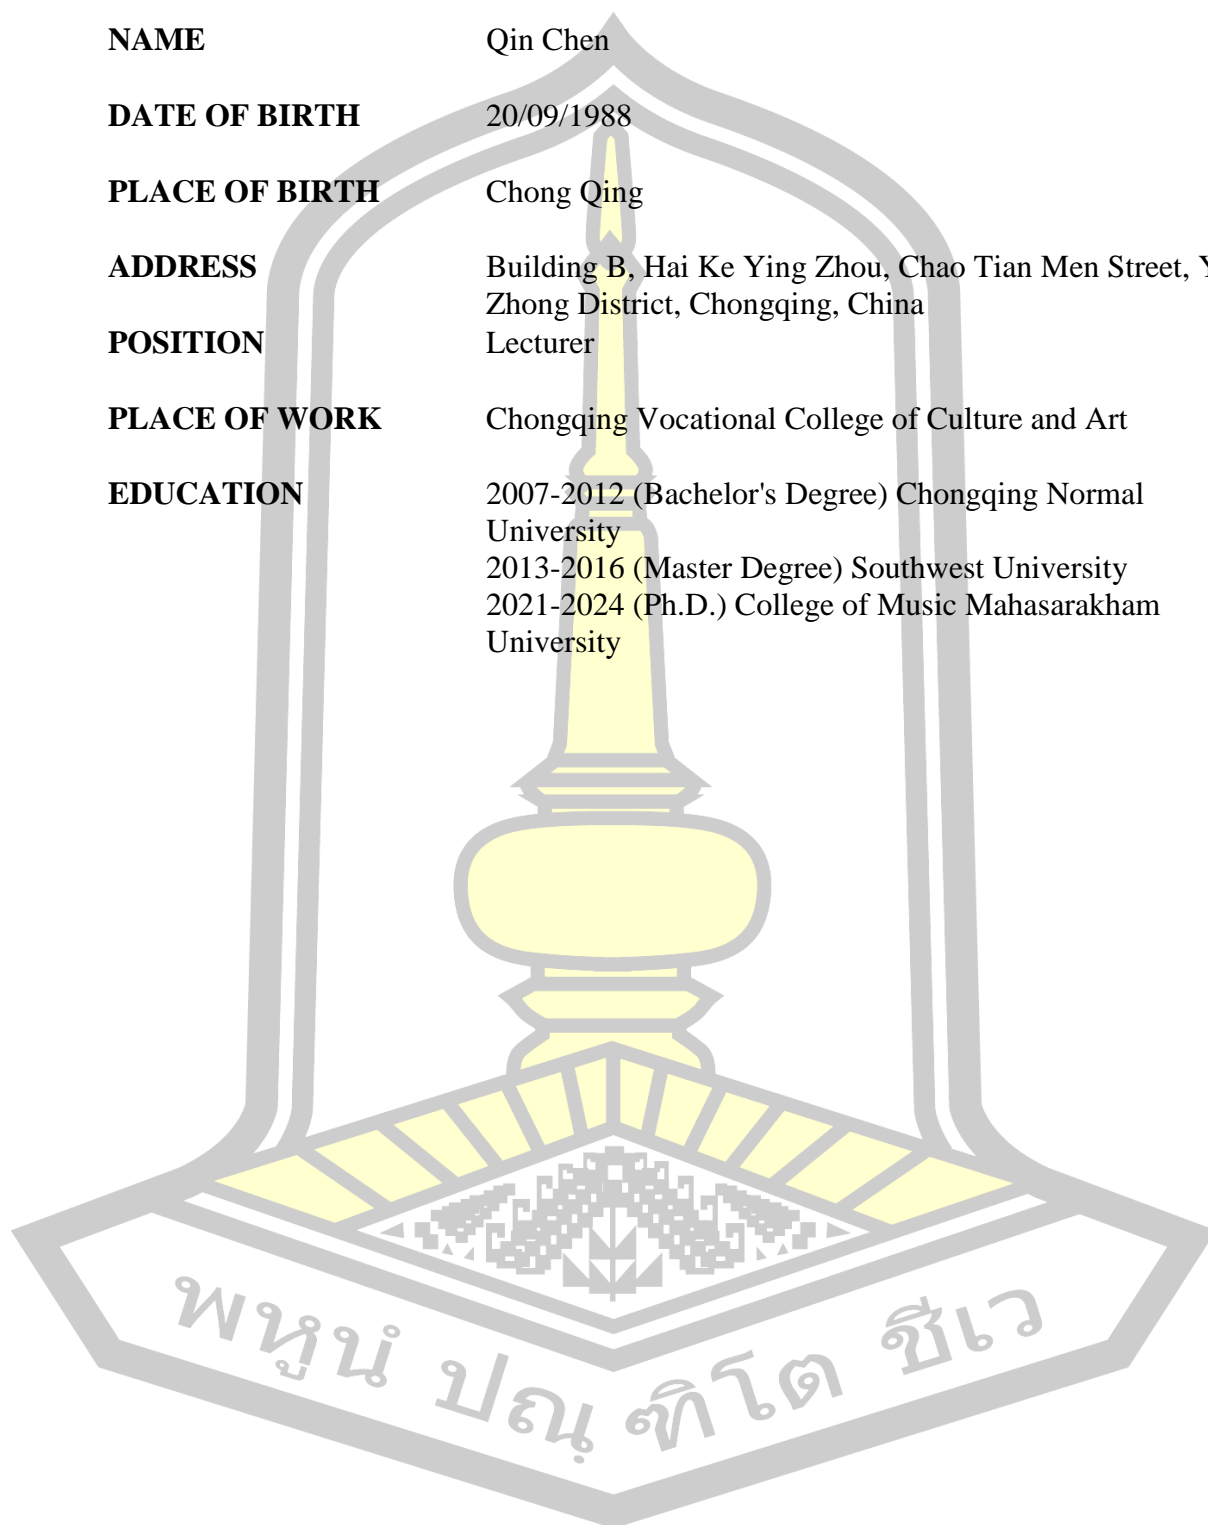 NAME Qin Chen
DATE OF BIRTH 20/09/1988
PLACE OF BIRTH Chong Qing
ADDRESS Building B, Hai Ke Ying Zhou, Chao Tian Men Street,
Zhong District, Chongqing, China
POSITION Lecturer
PLACE OF WORK Chongqing Vocational College of Culture and Art
EDUCATION 2007-2012 (Bachelor's Degree) Chongqing Normal
University
2013-2016 (Master Degree) Southwest University
2021-2024 (Ph.D.) College of Music Mahasarakham
University
พหูนํ ปณฺฑิโต ชีเว